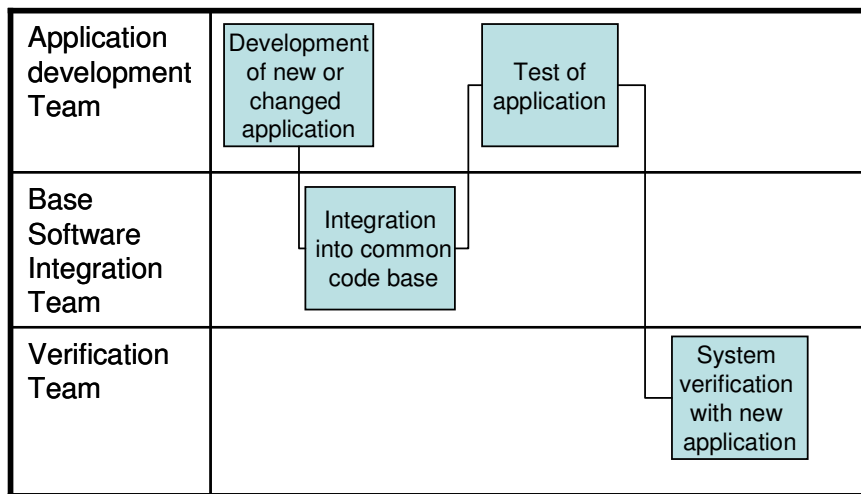 Application
development
Team
Development
of new or
changed
application
Test of
application
Base
Software
Integration
Team
Integration
into common
code base
Verification
Team
System
verification
with new
application